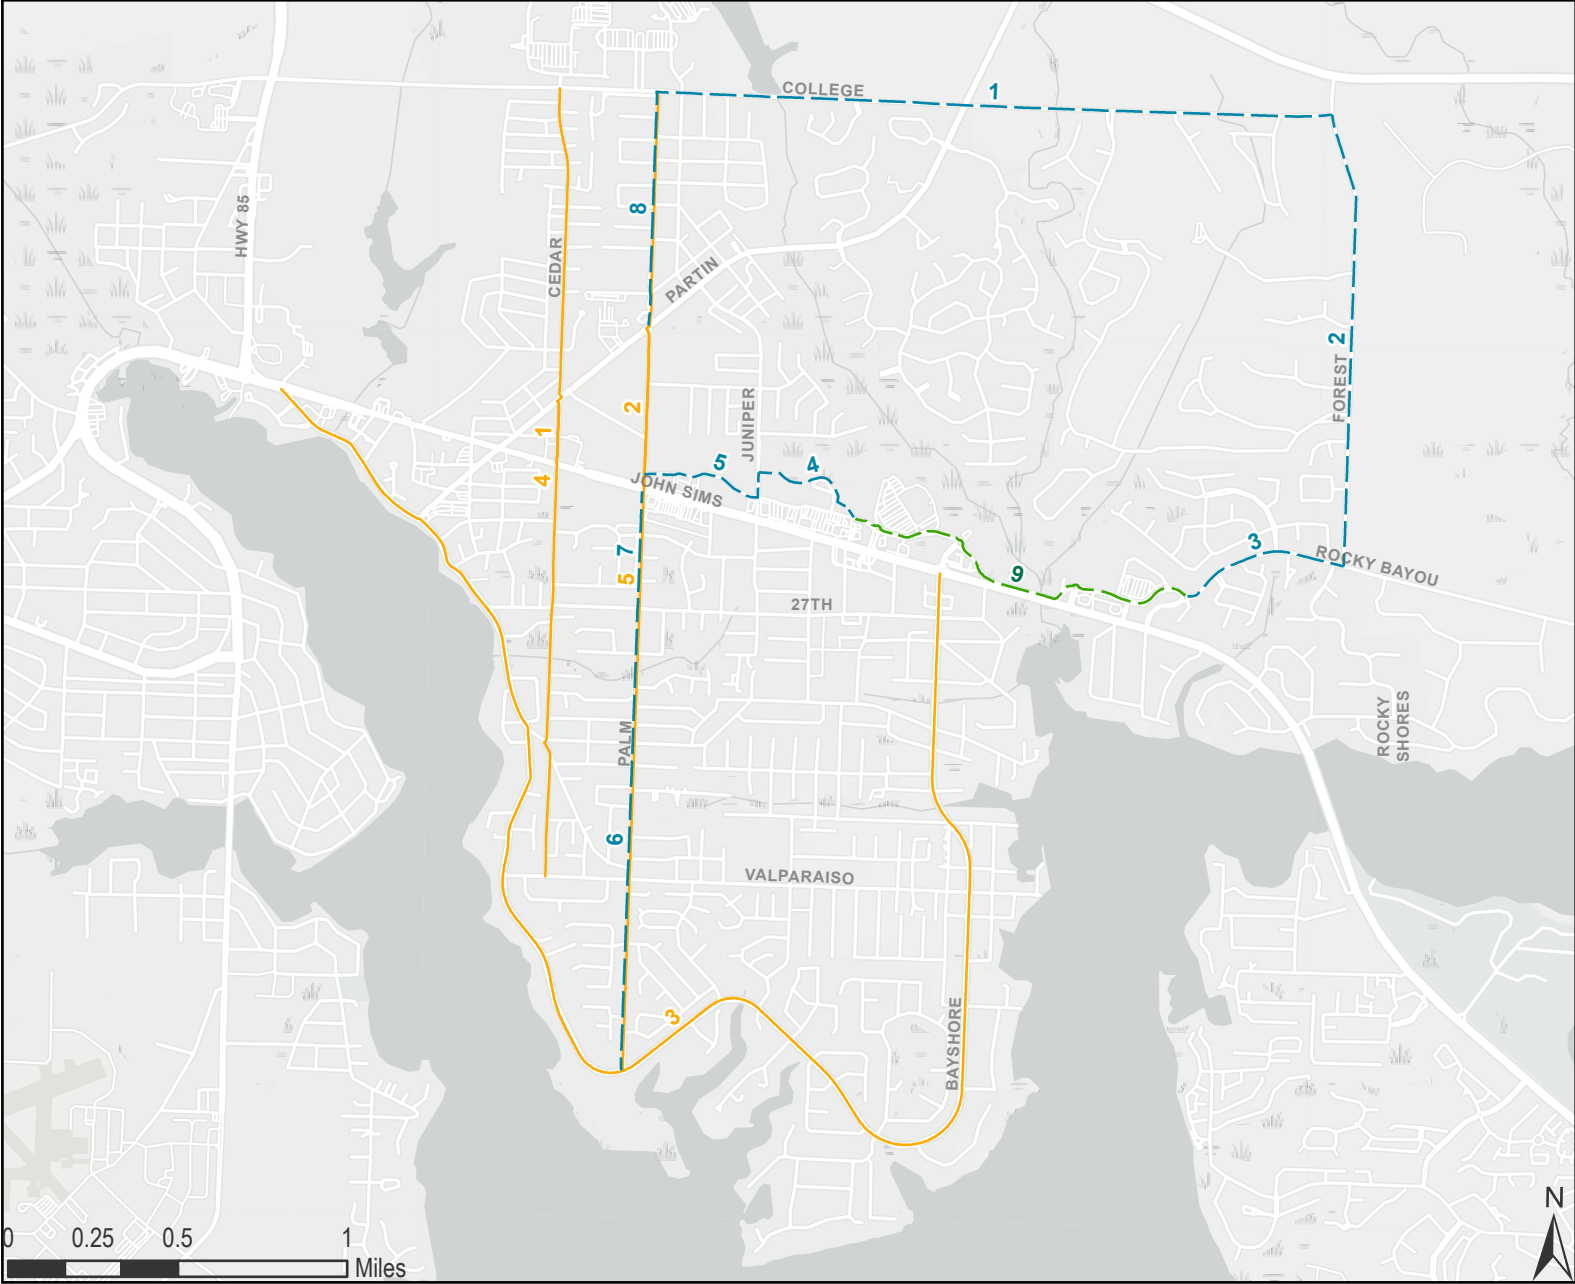 COLLEGE
1
8
HWY 85
CEDAR
PARTIN
2
FOREST
2
JUNIPER
1
4
5
4
JOHN SIMS
7
5
3
ROCKY BAYOU
9
27TH
PALM
ROCKY
SHORES
6
VALPARAISO
3
BAYSHORE
N
0 0.25 0.5 1
Miles